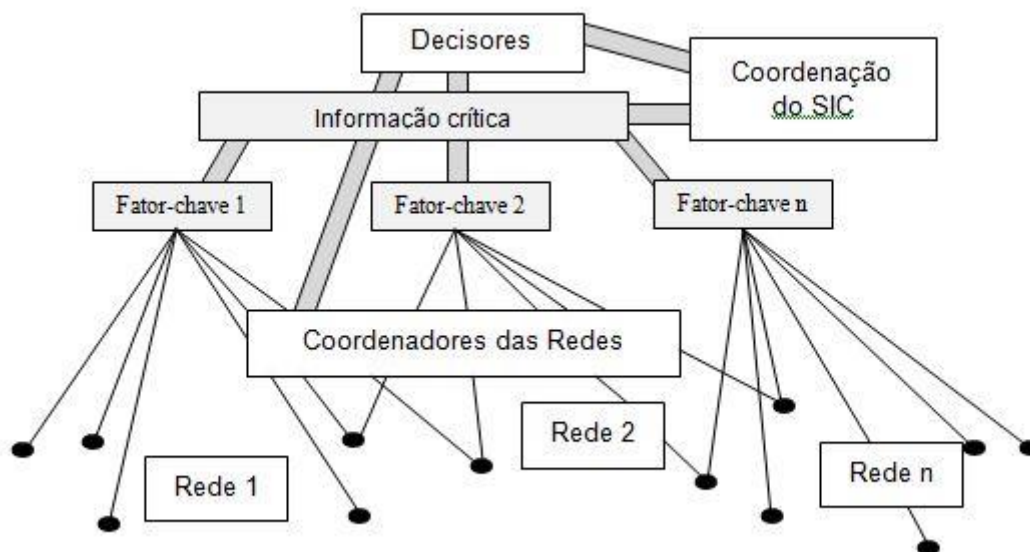 Decisores
Coordenação
do SIC
Informação crítica
Fator-chave 1
Fator-chave 2
Fator-chave n
Coordenadores das Redes
Rede 1
Rede 2
Rede n